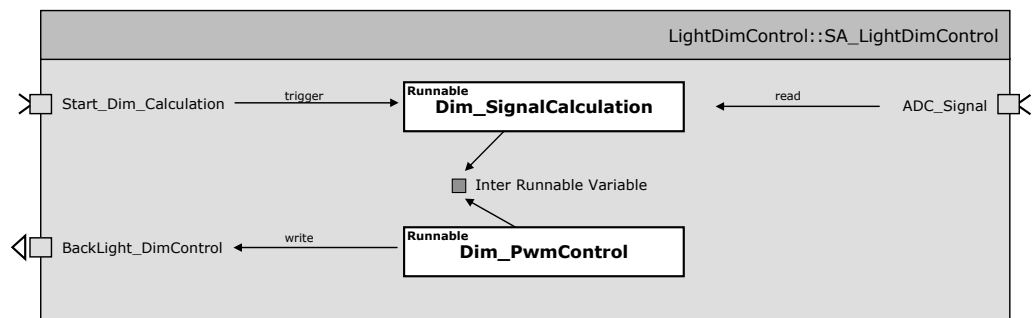 LightDimControl::SA_LightDimControl
Start_Dim_Calculation
trigger
Runnable
Dim_SignalCalculation
read
ADC_Signal
Inter Runnable Variable
BackLight_DimControl
write
Runnable
Dim_PwmControl